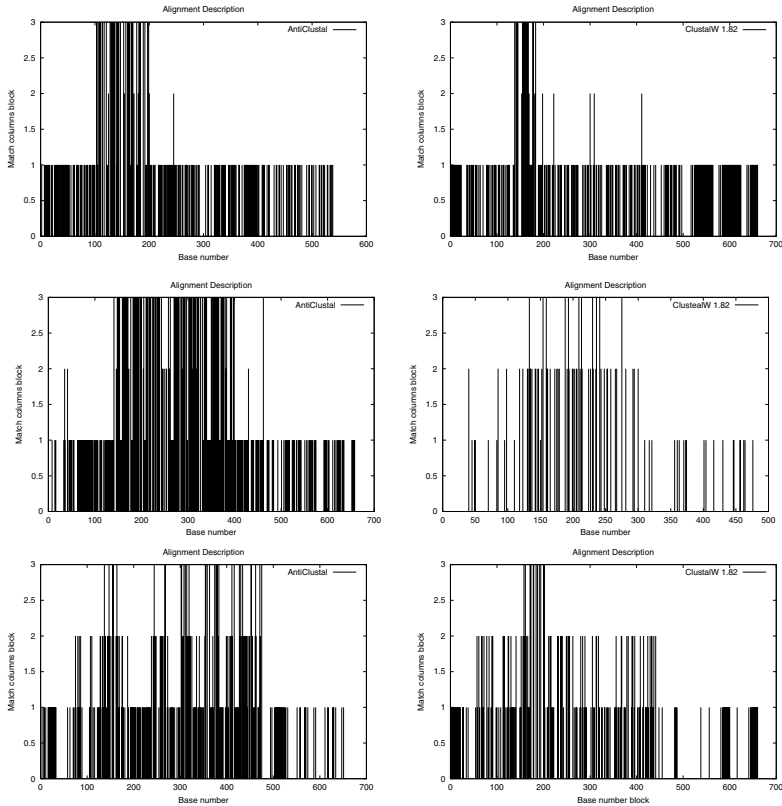 Alignment Description
AntiClustal
Match columns block
3
2.5
2
1.5
1
0.5
0
0 100 200 300 400 500 600
Base number
Alignment Description
ClustalW 1.82
Match columns block
3
2.5
2
1.5
1
0.5
0
0 100 200 300 400 500 600 700
Base number
Alignment Description
AntiClustal
Match columns block
3
2.5
2
1.5
1
0.5
0
0 100 200 300 400 500 600 700
Base number
Alignment Description
ClustealW 1.82
Match columns block
3
2.5
2
1.5
1
0.5
0
0 50 100 150 200 250 300 350 400 450 500
Base number
Alignment Description
AntiClustal
Match columns block
3
2.5
2
1.5
1
0.5
0
0 100 200 300 400 500 600 700
Base number
Alignment Description
ClustalW 1.82
Match columns block
3
2.5
2
1.5
1
0.5
0
0 100 200 300 400 500 600 700
Base number block